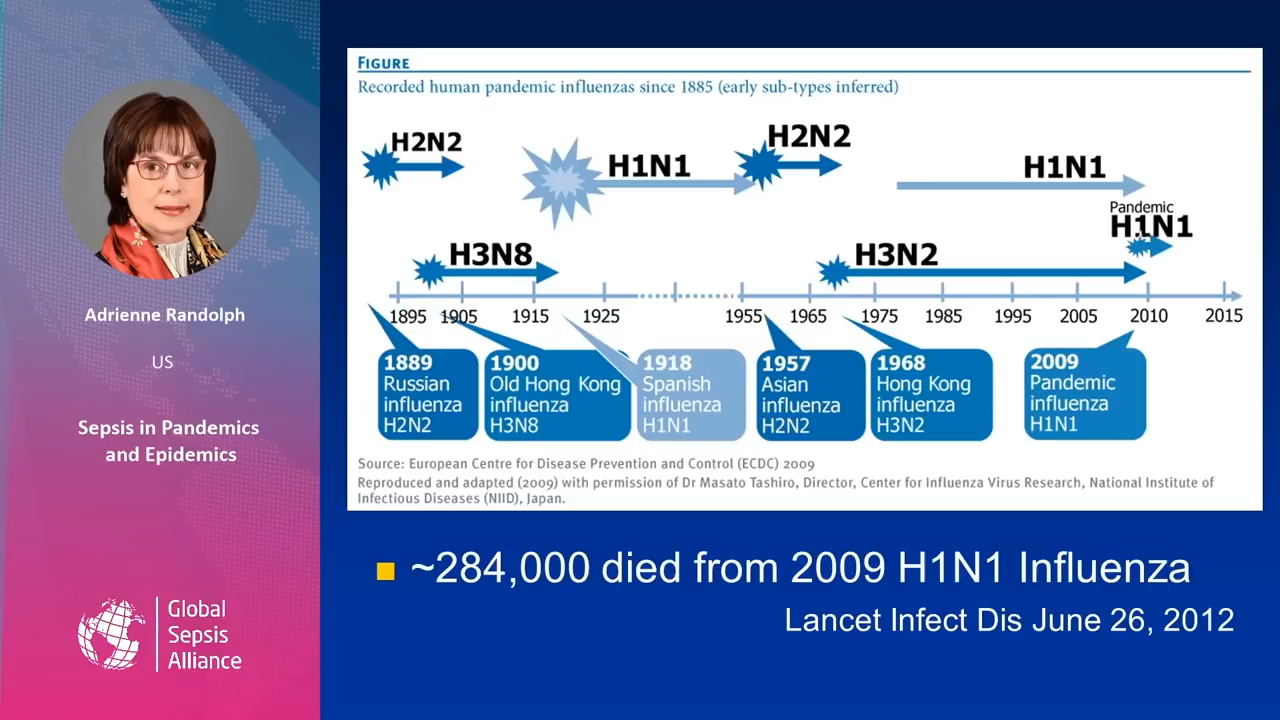 Adrienne Randolph
US
Sepsis in Pandemics
and Epidemics
Global
Sepsis
Alliance
FIGURE
Recorded human pandemic influenzas since 1885 (early sub-types inferred)
H2N2
H1N1
H2N2
H1N1
Pandemic
H1N1
H3N8
H3N2
1895 1905 1915 1925 1955 1965 1975 1985 1995 2005 2010 2015
1889
Russian
influenza
H2N2
1900
Old Hong Kong
influenza
H3N8
1918
Spanish
influenza
H1N1
1957
Asian
influenza
H2N2
1968
Hong Kong
influenza
H3N2
2009
Pandemic
influenza
H1N1
Source: European Centre for Disease Prevention and Control (ECDC) 2009
Reproduced and adapted (2009) with permission of Dr Masato Tashiro, Director, Center for Influenza Virus Research, National Institute of
Infectious Diseases (NIID), Japan.
~284,000 died from 2009 H1N1 Influenza
Lancet Infect Dis June 26, 2012